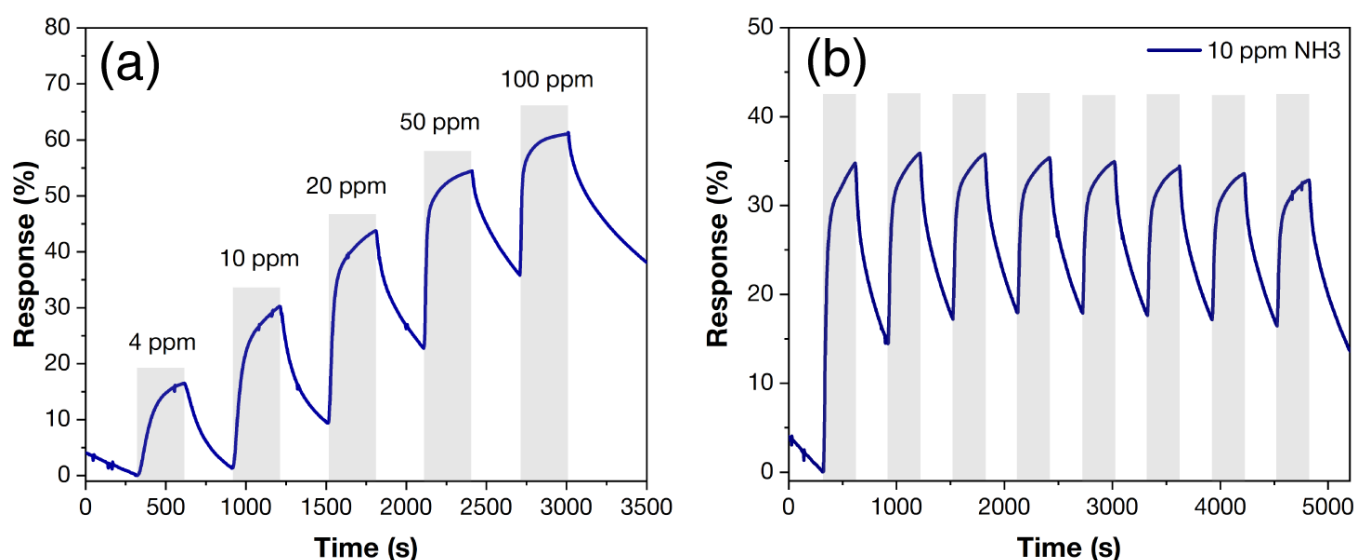 (a)
4 ppm
10 ppm
20 ppm
50 ppm
100 ppm
80
70
60
50
40
30
20
10
0
Response (%)
0 500 1000 1500 2000 2500 3000 3500
Time (s)
(b)
10 ppm NH3
50
40
30
20
10
0
Response (%)
0 1000 2000 3000 4000 5000
Time (s)